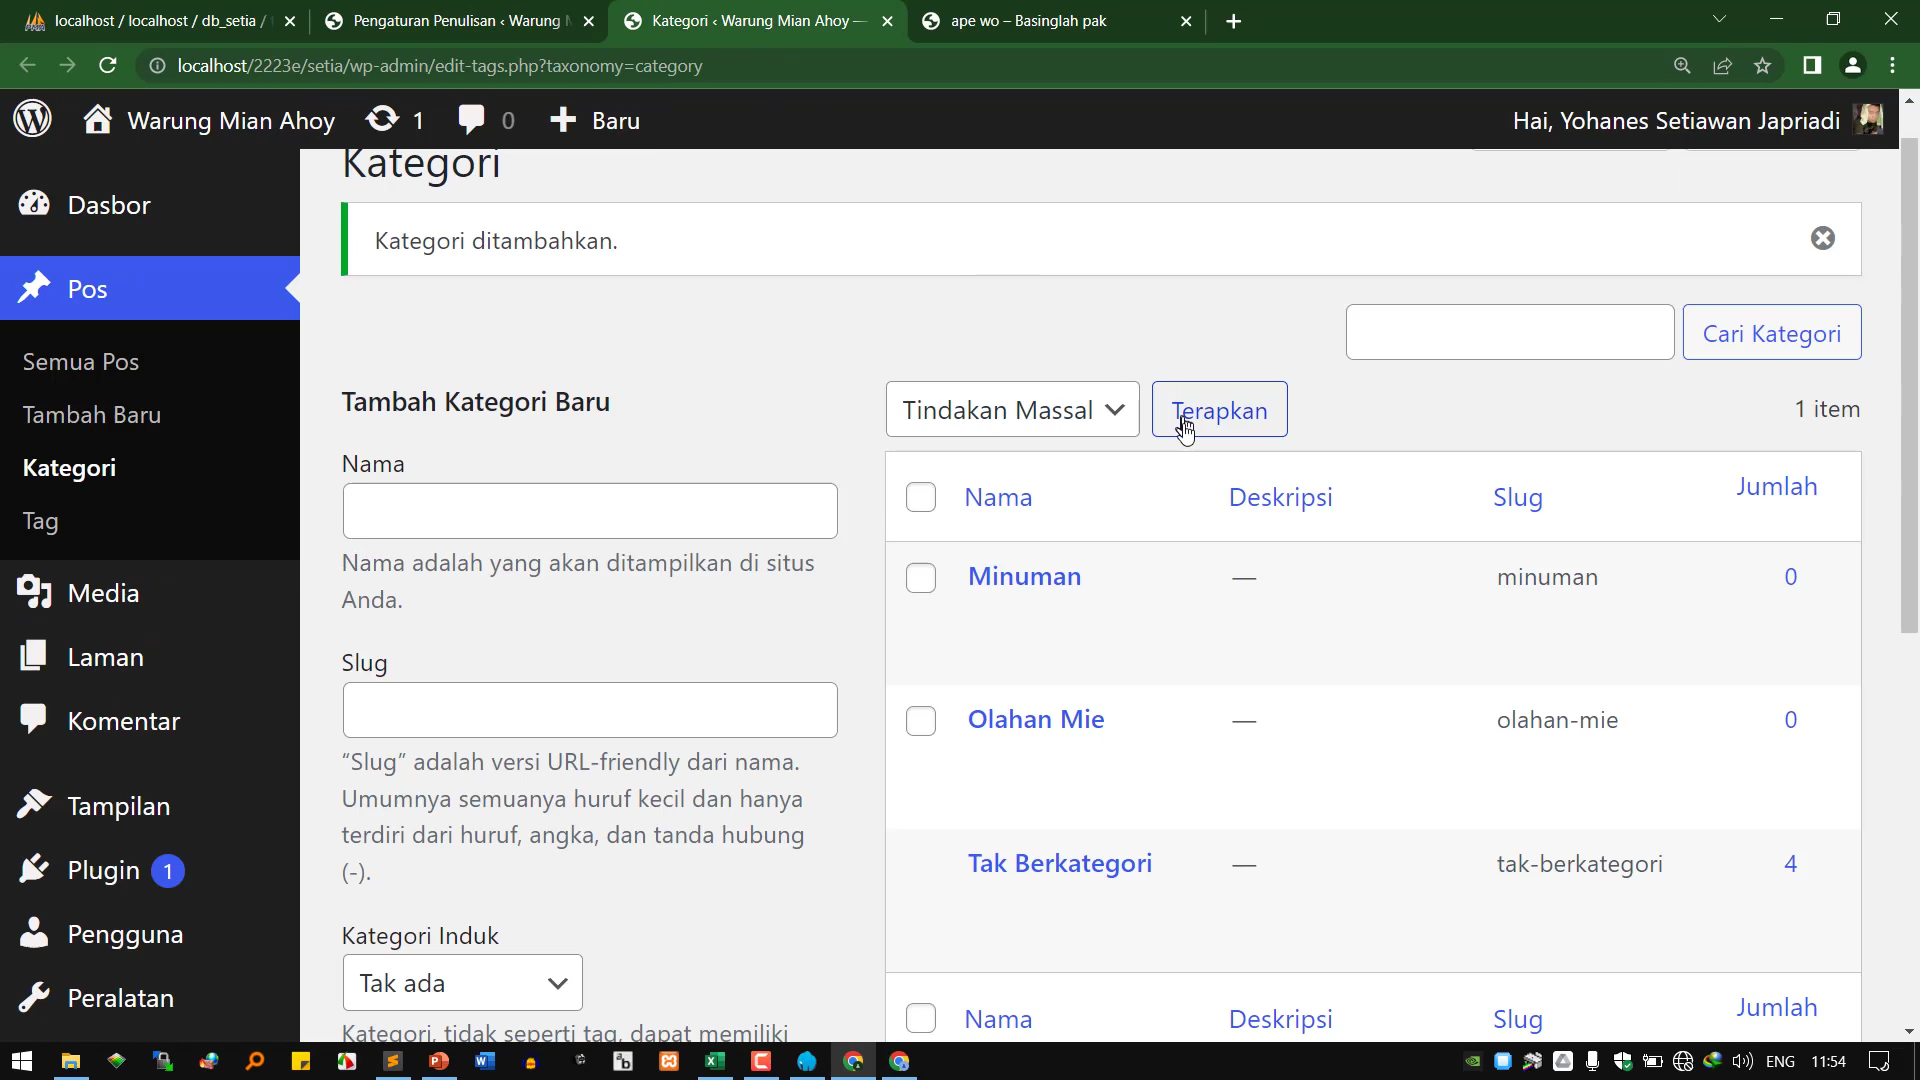 localhost / localhost / db_setia /
Pengaturan Penulisan ‹ Warung
Kategori ‹ Warung Mian Ahoy —
ape wo – Basinglah pak
localhost/2223e/setia/wp-admin/edit-tags.php?taxonomy=category
Warung Mian Ahoy
1
0
Baru
Hai, Yohanes Setiawan Japriadi
Dasbor
Pos
Semua Pos
Tambah Baru
Kategori
Tag
Media
Laman
Komentar
Tampilan
Plugin 1
Pengguna
Peralatan
Kategori
Kategori ditambahkan.
Cari Kategori
Tambah Kategori Baru
Nama
Nama adalah yang akan ditampilkan di situs
Anda.
Slug
“Slug” adalah versi URL-friendly dari nama.
Umumnya semuanya huruf kecil dan hanya
terdiri dari huruf, angka, dan tanda hubung
(-).
Kategori Induk
Tak ada
Kategori, tidak seperti tag, dapat memiliki
Tindakan Massal
Terapkan
1 item
Nama Deskripsi Slug Jumlah
Minuman — minuman 0
Olahan Mie — olahan-mie 0
Tak Berkategori — tak-berkategori 4
Nama Deskripsi Slug Jumlah
ENG 11:54